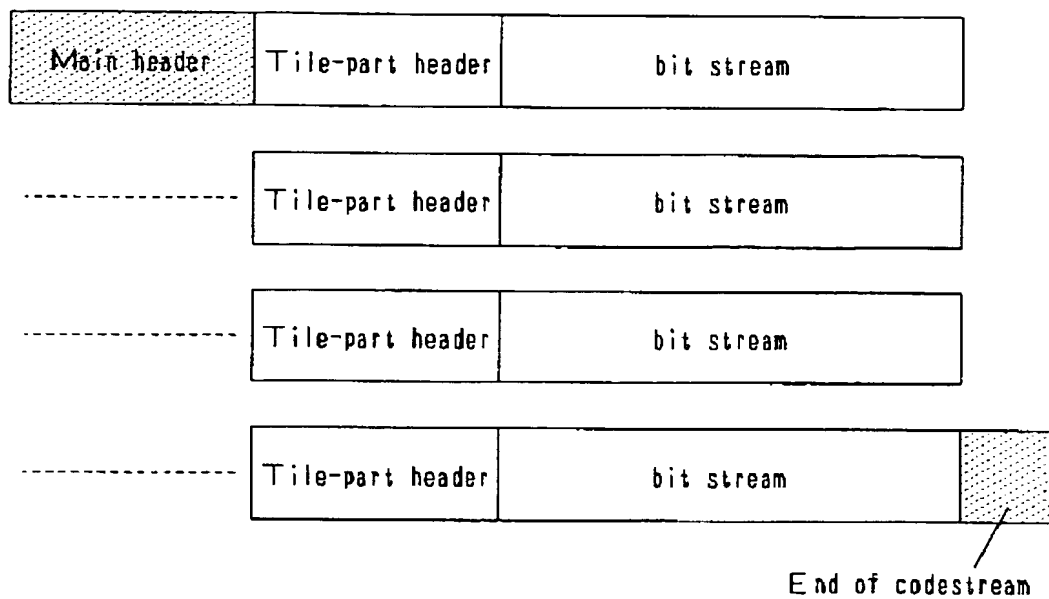 Main header Tile-part header bit stream
Tile-part header bit stream
Tile-part header bit stream
Tile-part header bit stream
End of codestream